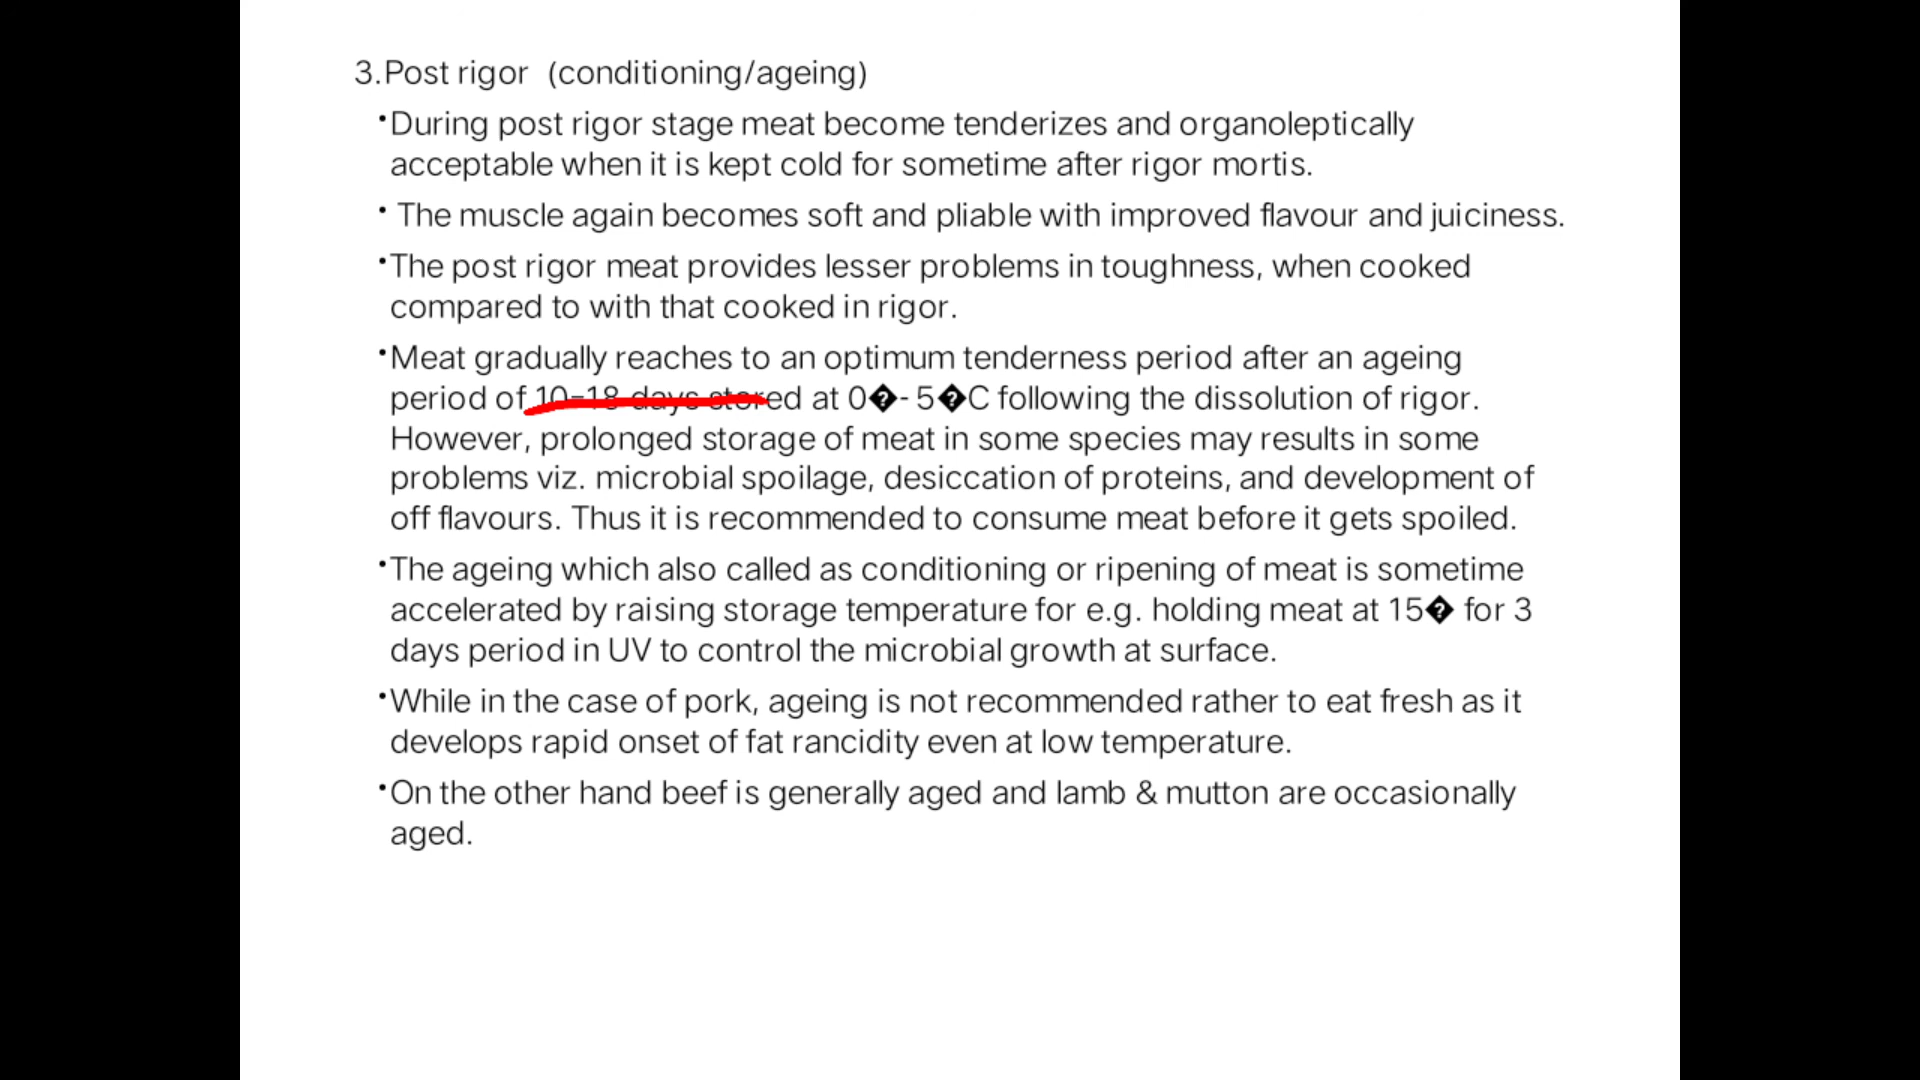 3.Post rigor (conditioning/ageing)
•During post rigor stage meat become tenderizes and organoleptically
acceptable when it is kept cold for sometime after rigor mortis.
• The muscle again becomes soft and pliable with improved flavour and juiciness.
•The post rigor meat provides lesser problems in toughness, when cooked
compared to with that cooked in rigor.
•Meat gradually reaches to an optimum tenderness period after an ageing
period of 10–18 days stored at 0�- 5�C following the dissolution of rigor.
However, prolonged storage of meat in some species may results in some
problems viz. microbial spoilage, desiccation of proteins, and development of
off flavours. Thus it is recommended to consume meat before it gets spoiled.
•The ageing which also called as conditioning or ripening of meat is sometime
accelerated by raising storage temperature for e.g. holding meat at 15� for 3
days period in UV to control the microbial growth at surface.
•While in the case of pork, ageing is not recommended rather to eat fresh as it
develops rapid onset of fat rancidity even at low temperature.
•On the other hand beef is generally aged and lamb & mutton are occasionally
aged.